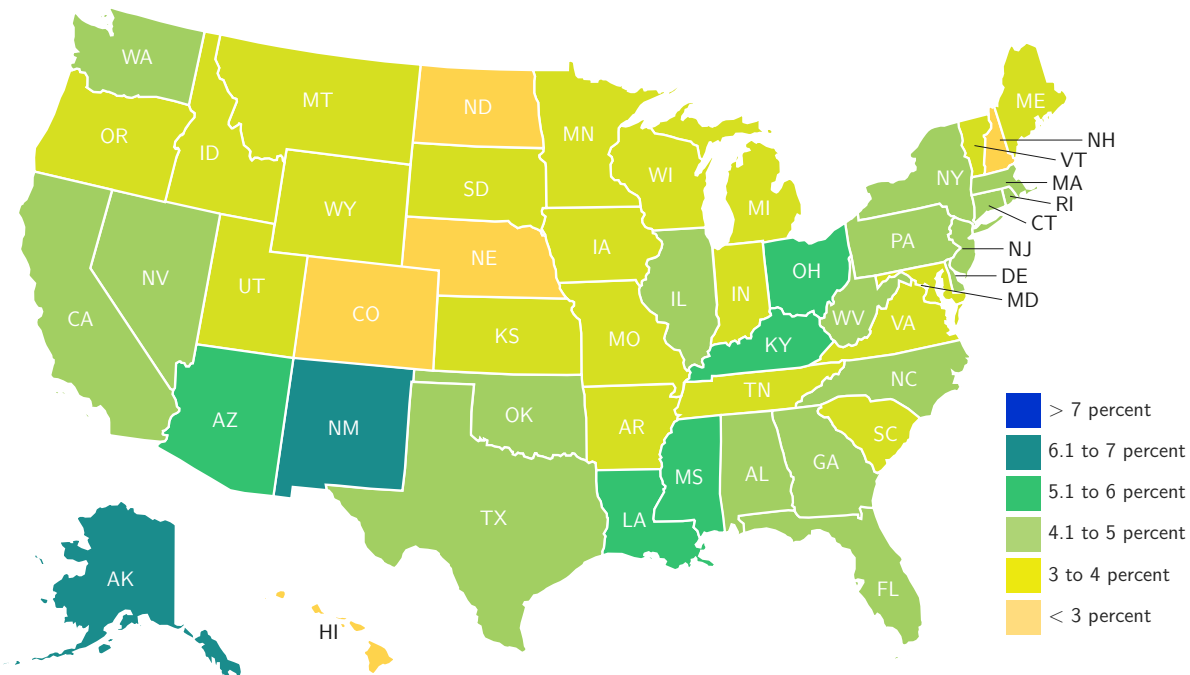 WA
MT
ND
ME
OR
ID
MN
NH
VT
SD
WI
NY
MA
WY
MI
RI
CT
IA
PA
NJ
NE
NV
UT
OH
DE
IL
IN
MD
CO
CA
WV
VA
KS
MO
KY
NC
TN
AZ
NM
OK
AR
SC
> 7 percent
MS
AL
GA
6.1 to 7 percent
5.1 to 6 percent
TX
LA
4.1 to 5 percent
AK
3 to 4 percent
FL
HI
< 3 percent